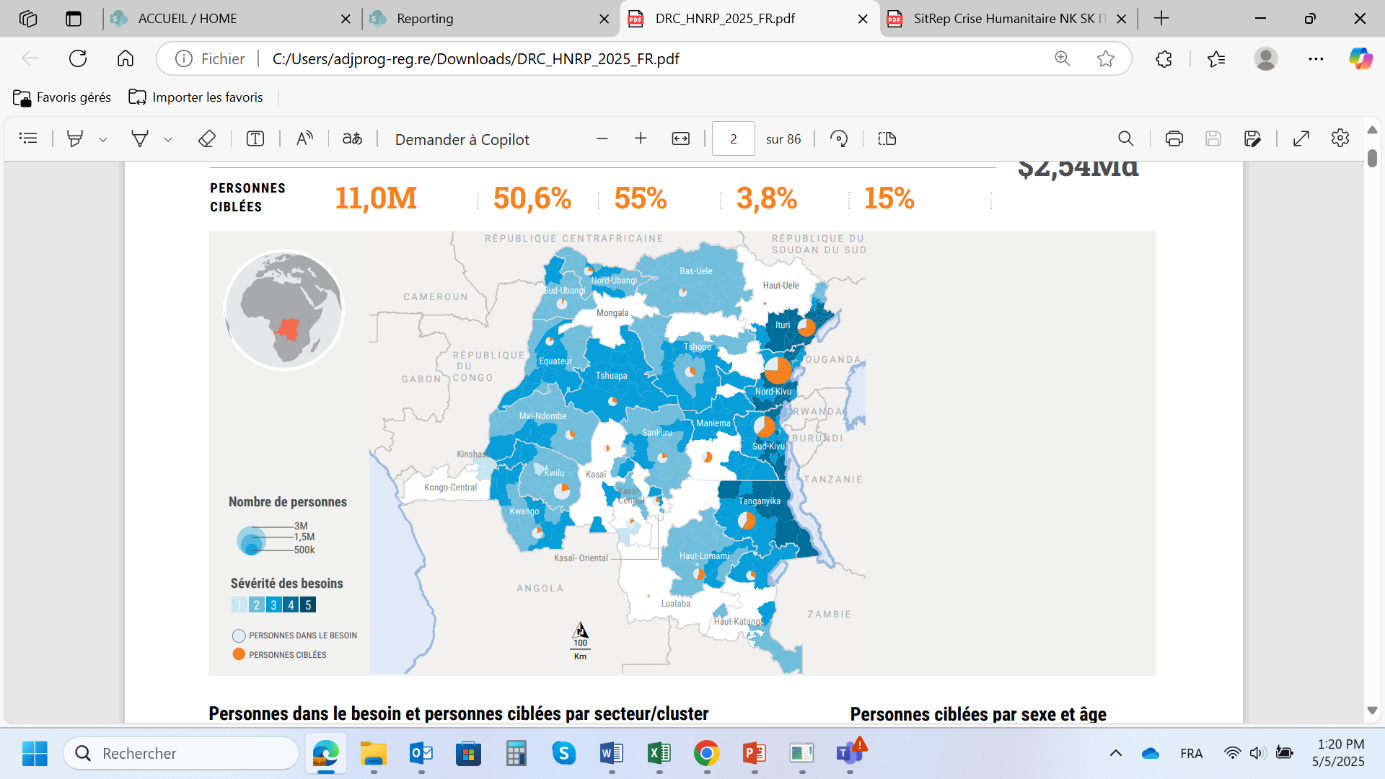 ACCUEIL / HOME
Reporting
DRC_HNRP_2025_FR.pdf
SitRep Crise Humanitaire NK SK IT
Fichier
C:/Users/adjprog-reg.re/Downloads/DRC_HNRP_2025_FR.pdf
Favoris gérés
Importer les favoris
Demander à Copilot
2
sur 86
$2,54Md
PERSONNES
CIBLÉES
11,0M
50,6%
55%
3,8%
15%
RÉPUBLIQUE CENTRAFRICAINE
RÉPUBLIQUE DU
SOUDAN DU SUD
CAMEROUN
Nord-Ubangi
Bas-Uele
Sud-Ubangi
Haut-Uele
Mongala
Ituri
RÉPUBLIQUE
DU
CONGO
GABON
Equateur
Tshopo
OUGANDA
Tshuapa
Nord-Kivu
Maï-Ndombe
RWANDA
Sankuru
Maniema
BURUNDI
Sud-Kivu
Kinshasa
Kwilu
Kasaï
TANZANIE
Kongo-Central
Kasaï-
Central
Tanganyika
Kwango
Kasaï- Oriental
Haut-Lomami
ANGOLA
Lualaba
Haut-Katanga
ZAMBIE
Nombre de personnes
3M
1,5M
500k
Sévérité des besoins
1 2 3 4 5
PERSONNES DANS LE BESOIN
PERSONNES CIBLÉES
100
Km
Personnes dans le besoin et personnes ciblées par secteur/cluster
Personnes ciblées par sexe et âge
Rechercher
FRA
1:20 PM
5/5/2025